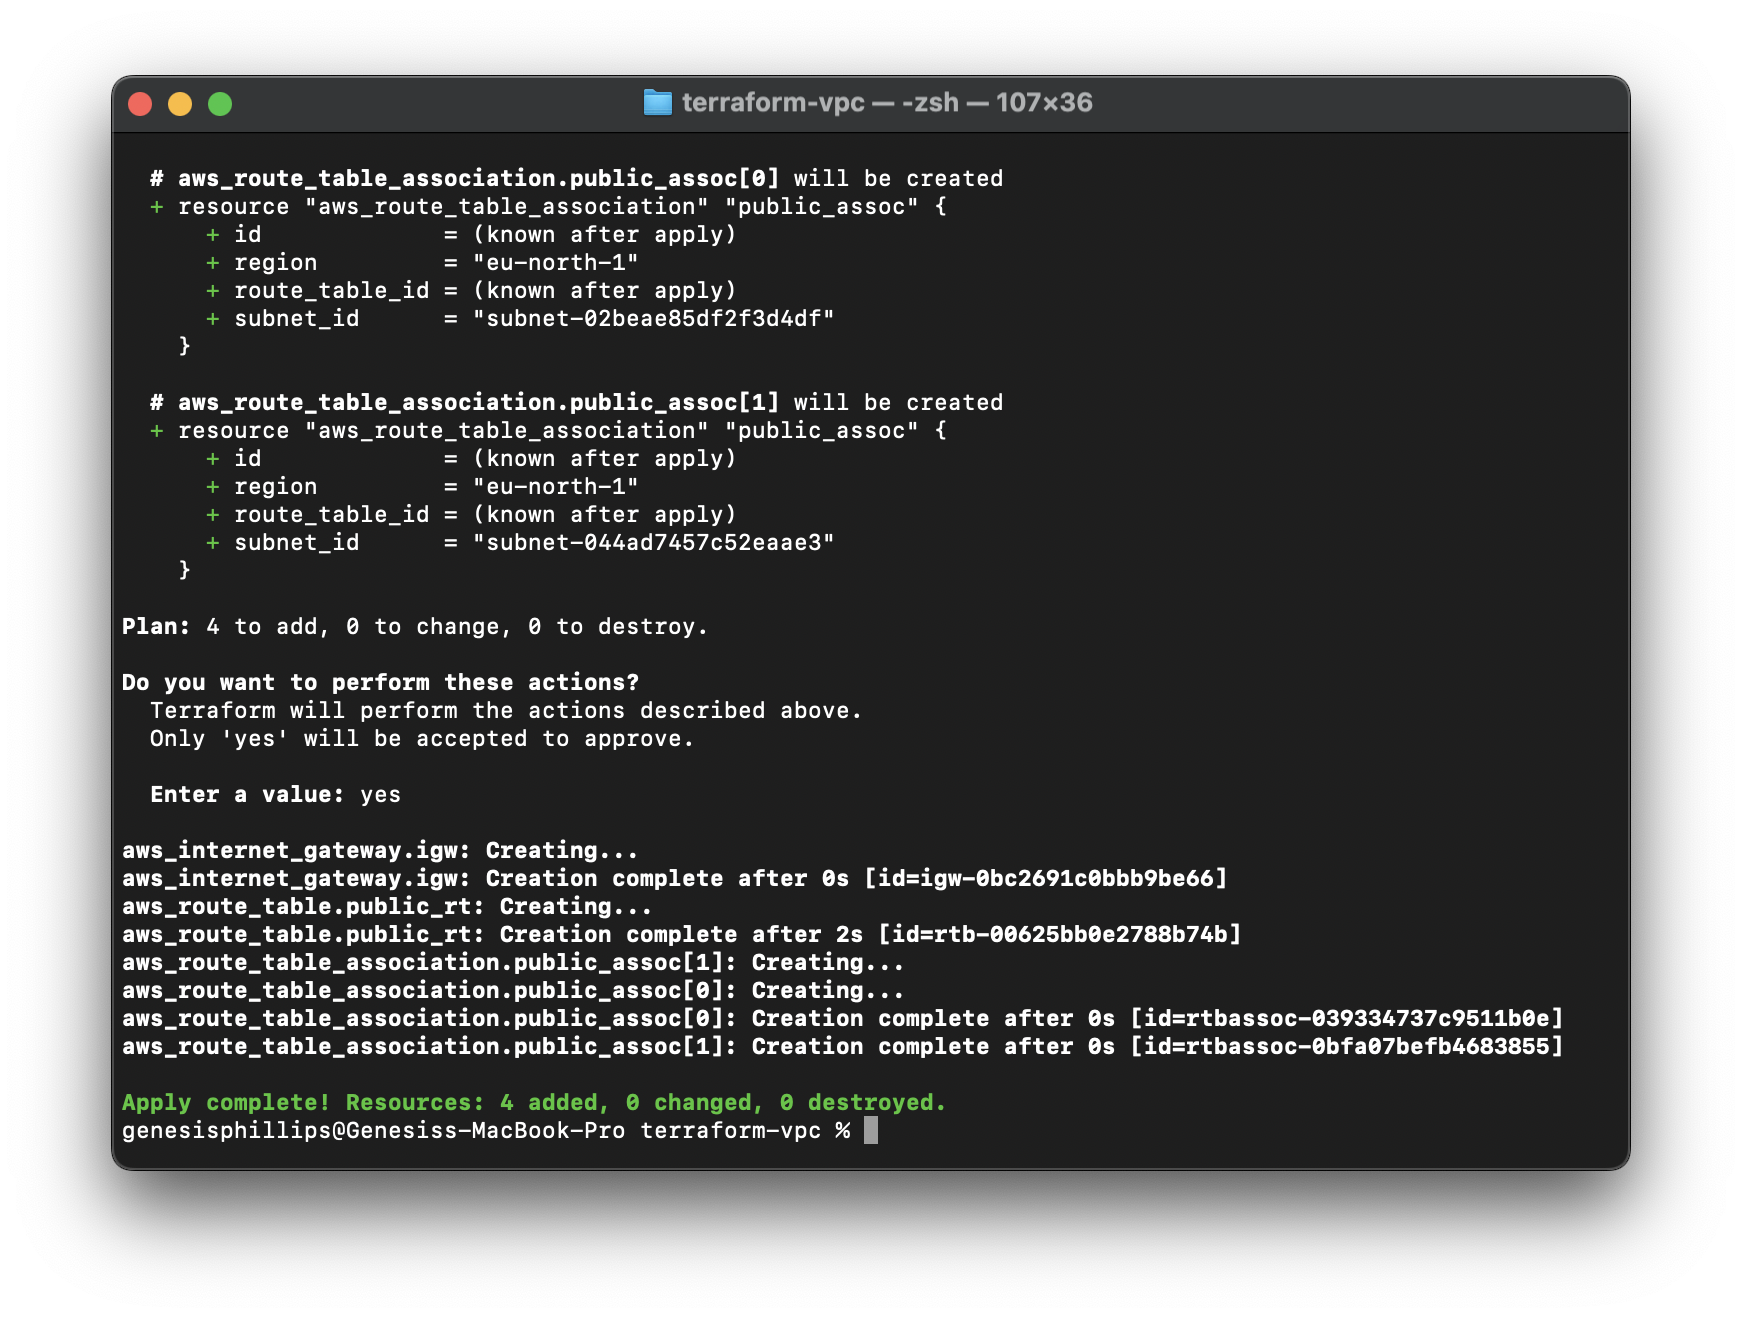 terraform-vpc — -zsh — 107×36
# aws_route_table_association.public_assoc[0] will be created
+ resource "aws_route_table_association" "public_assoc" {
+ id             = (known after apply)
+ region         = "eu-north-1"
+ route_table_id = (known after apply)
+ subnet_id      = "subnet-02beae85df2f3d4df"
}
# aws_route_table_association.public_assoc[1] will be created
+ resource "aws_route_table_association" "public_assoc" {
+ id             = (known after apply)
+ region         = "eu-north-1"
+ route_table_id = (known after apply)
+ subnet_id      = "subnet-044ad7457c52eaae3"
}
Plan: 4 to add, 0 to change, 0 to destroy.
Do you want to perform these actions?
Terraform will perform the actions described above.
Only 'yes' will be accepted to approve.
Enter a value: yes
aws_internet_gateway.igw: Creating...
aws_internet_gateway.igw: Creation complete after 0s [id=igw-0bc2691c0bbb9be66]
aws_route_table.public_rt: Creating...
aws_route_table.public_rt: Creation complete after 2s [id=rtb-00625bb0e2788b74b]
aws_route_table_association.public_assoc[1]: Creating...
aws_route_table_association.public_assoc[0]: Creating...
aws_route_table_association.public_assoc[0]: Creation complete after 0s [id=rtbassoc-039334737c9511b0e]
aws_route_table_association.public_assoc[1]: Creation complete after 0s [id=rtbassoc-0bfa07befb4683855]
Apply complete! Resources: 4 added, 0 changed, 0 destroyed.
genesisphillips@Genesiss-MacBook-Pro terraform-vpc %